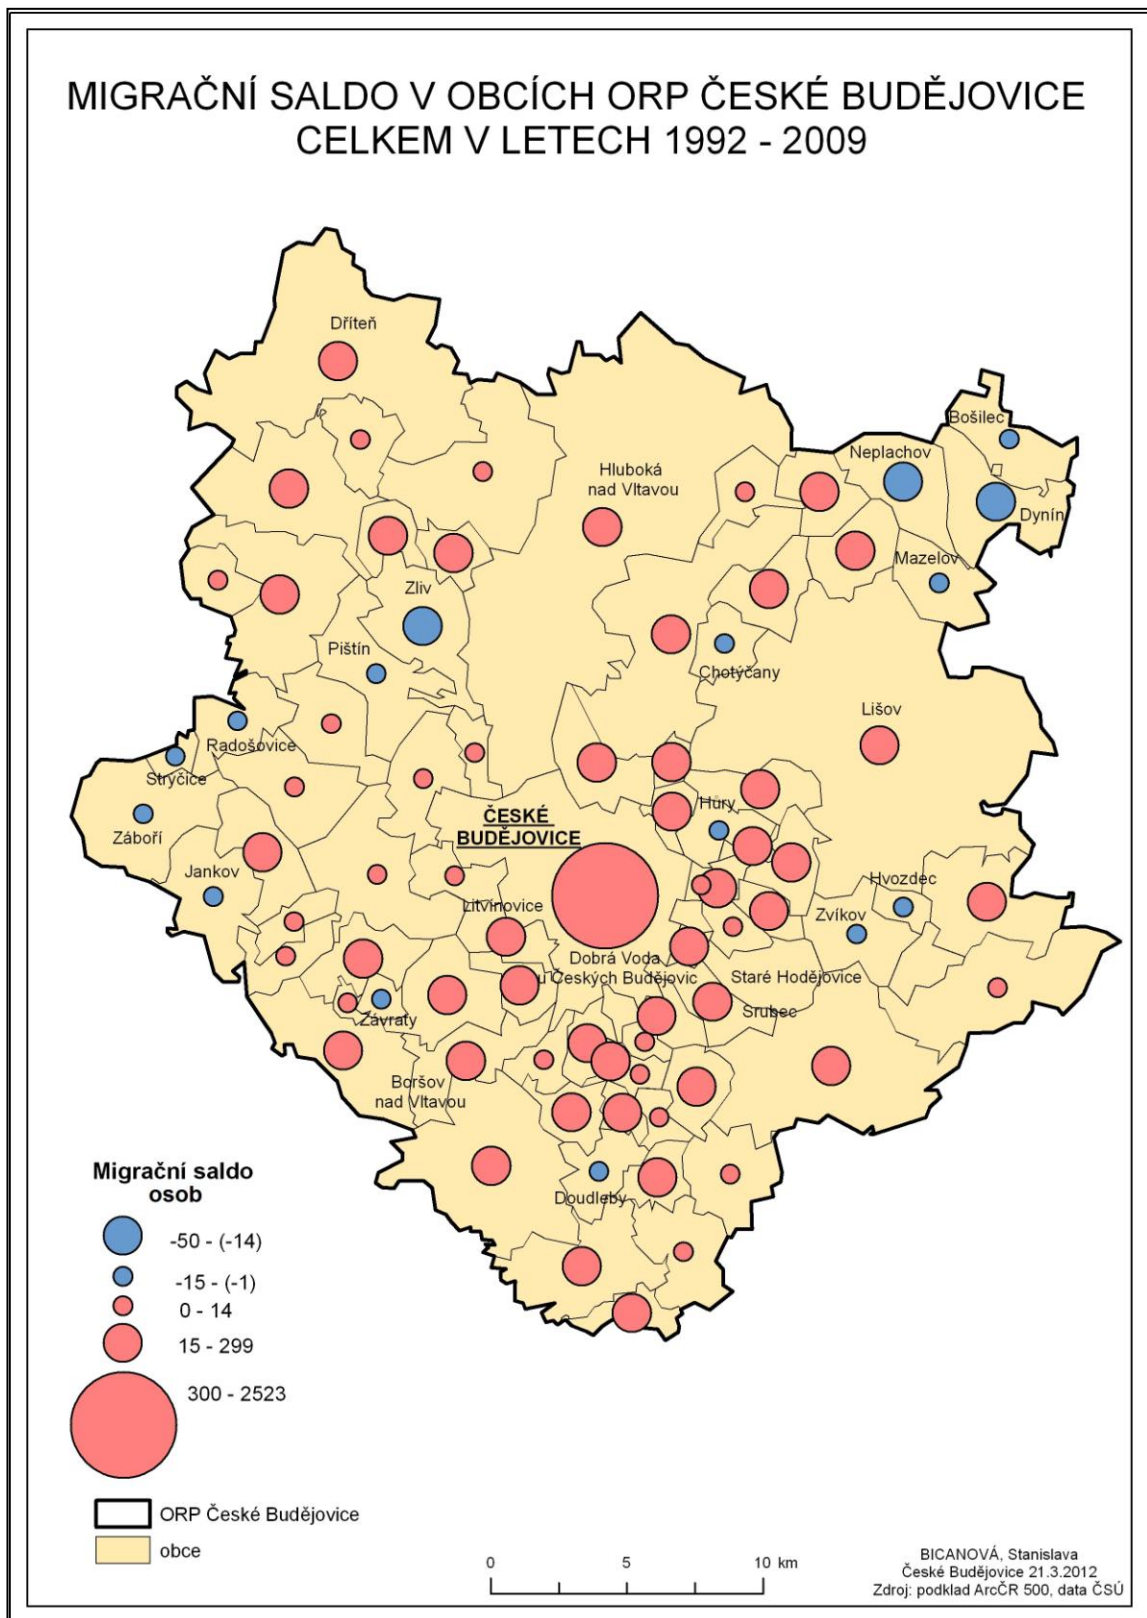 MIGRAČNÍ SALDO V OBCÍCH ORP ČESKÉ BUDĚJOVICE
CELKEM V LETECH 1992 - 2009
Dříteň
Bošilec
Neplachov
Hluboká
nad Vltavou
Dynín
Mazelov
Zliv
Pištín
Chotýčany
Lišov
Radošovice
Strýčice
Záboří
ČESKÉ
BUDĚJOVICE
Hůry
Jankov
Hvozdec
Litvínovice
Zvíkov
Dobrá Voda
u Českých Budějovic
Staré Hodějovice
Srubec
Závraty
Boršov
nad Vltavou
Doudleby
Migrační saldo
osob
-50 - (-14)
-15 - (-1)
0 - 14
15 - 299
300 - 2523
ORP České Budějovice
obce
0 5 10 km
BICANOVÁ, Stanislava
České Budějovice 21.3.2012
Zdroj: podklad ArcČR 500, data ČSÚ